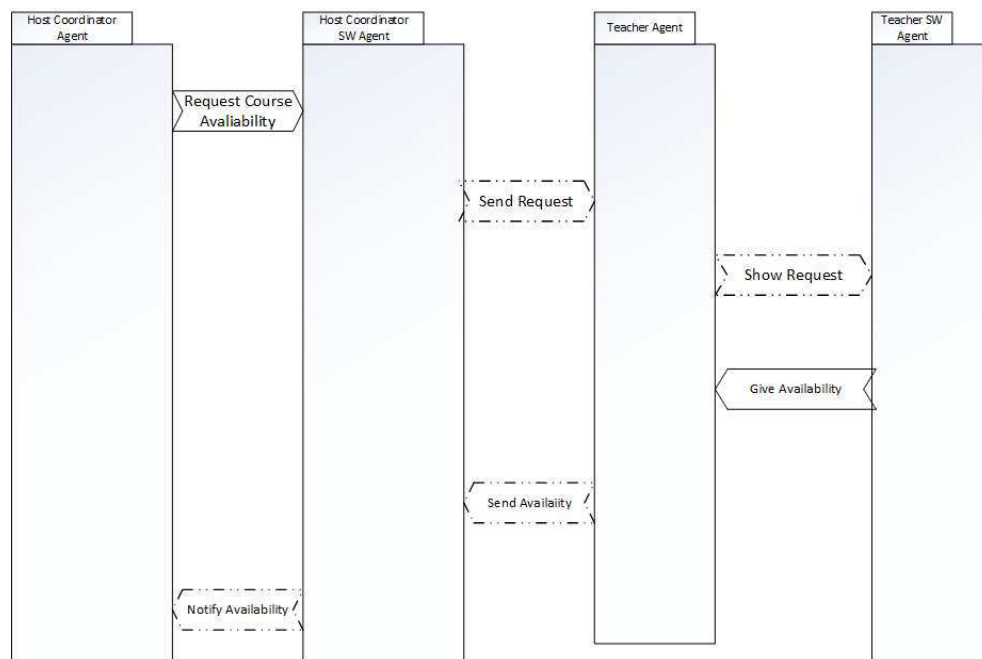 Host Coordinator
Agent
Host Coordinator
SW Agent
Teacher Agent
Teacher SW
Agent
Request Course
Avaliability
Send Request
Show Request
Give Availability
Send Availaiity
Notify Availability